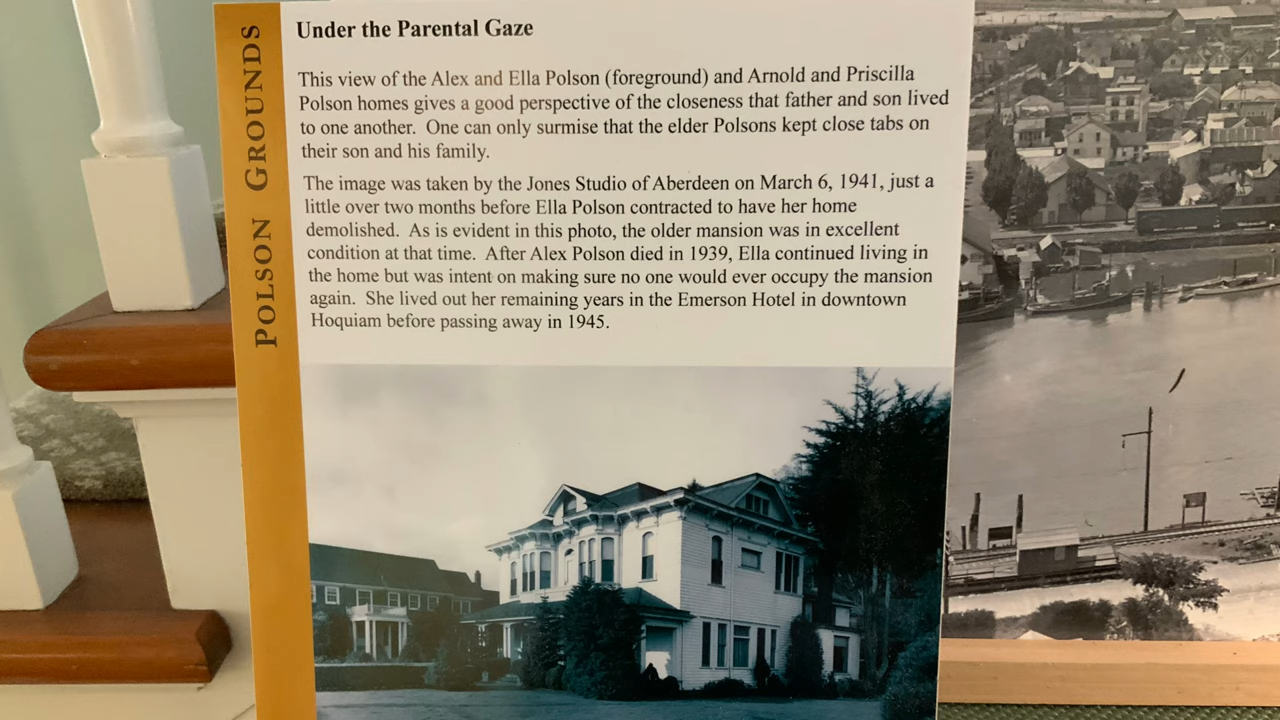 POLSON GROUNDS
Under the Parental Gaze
This view of the Alex and Ella Polson (foreground) and Arnold and Priscilla
Polson homes gives a good perspective of the closeness that father and son lived
to one another.  One can only surmise that the elder Polsons kept close tabs on
their son and his family.
The image was taken by the Jones Studio of Aberdeen on March 6, 1941, just a
little over two months before Ella Polson contracted to have her home
demolished.  As is evident in this photo, the older mansion was in excellent
condition at that time.  After Alex Polson died in 1939, Ella continued living in
the home but was intent on making sure no one would ever occupy the mansion
again.  She lived out her remaining years in the Emerson Hotel in downtown
Hoquiam before passing away in 1945.